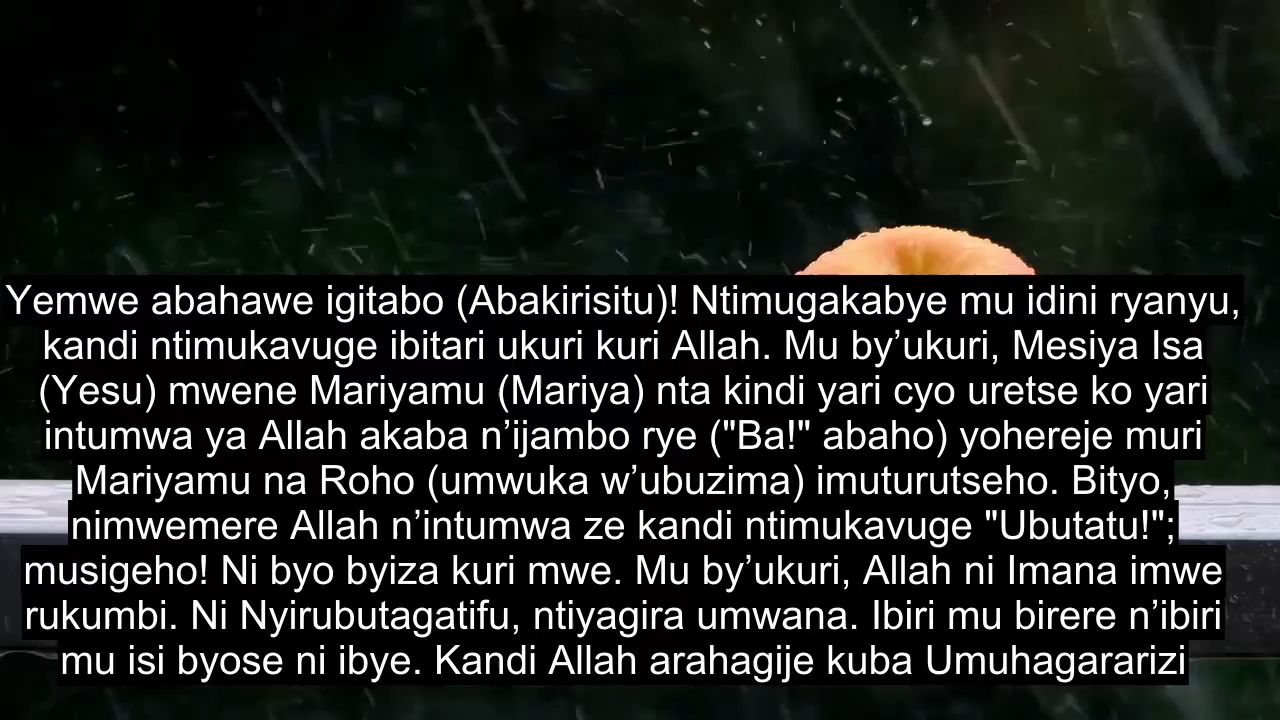 Yemwe abahawe igitabo (Abakirisitu)! Ntimugakabye mu idini ryanyu,
kandi ntimukavuge ibitari ukuri kuri Allah. Mu by’ukuri, Mesiya Isa
(Yesu) mwene Mariyamu (Mariya) nta kindi yari cyo uretse ko yari
intumwa ya Allah akaba n’ijambo rye ("Ba!" abaho) yohereje muri
Mariyamu na Roho (umwuka w’ubuzima) imuturutseho. Bityo,
nimwemere Allah n’intumwa ze kandi ntimukavuge "Ubutatu!";
musigeho! Ni byo byiza kuri mwe. Mu by’ukuri, Allah ni Imana imwe
rukumbi. Ni Nyirubutagatifu, ntiyagira umwana. Ibiri mu birere n’ibiri
mu isi byose ni ibye. Kandi Allah arahagije kuba Umuhagararizi